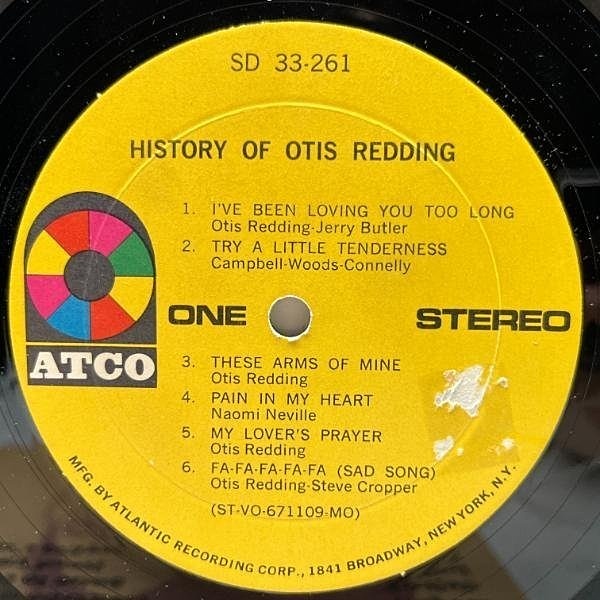 SD 33-261
HISTORY OF OTIS REDDING
1. I'VE BEEN LOVING YOU TOO LONG
Otis Redding-Jerry Butler
2. TRY A LITTLE TENDERNESS
Campbell-Woods-Connelly
ONE
STEREO
ATCO
3. THESE ARMS OF MINE
Otis Redding
4. PAIN IN MY HEART
Naomi Neville
5. MY LOVER'S PRAYER
Otis Redding
6. FA-FA-FA-FA-FA (SAD SONG)
Otis Redding-Steve Cropper
(ST-VO-671109-MO)
MFG. BY ATLANTIC RECORDING CORP., 1841 BROADWAY, NEW YORK, N.Y.